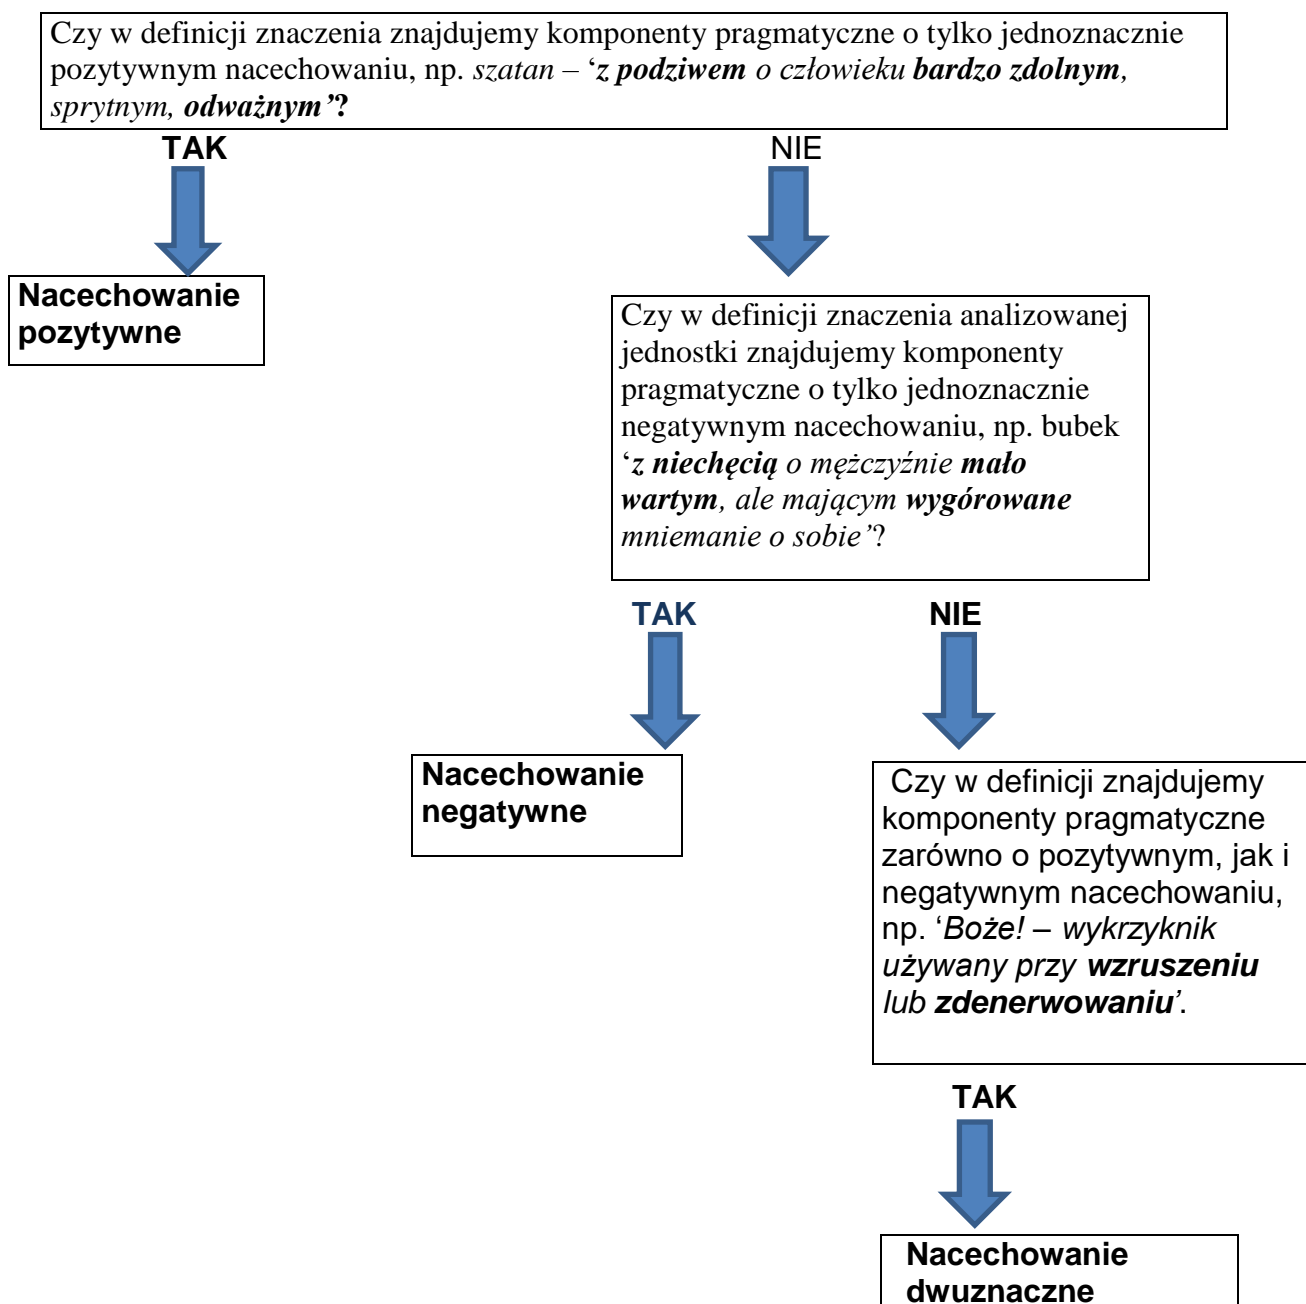 Czy w definicji znaczenia znajdujemy komponenty pragmatyczne o tylko jednoznacznie
pozytywnym nacechowaniu, np. szatan – ‘z podziwem o człowieku bardzo zdolnym,
sprytnym, odważnym’?
TAK
NIE
Nacechowanie
pozytywne
Czy w definicji znaczenia analizowanej
jednostki znajdujemy komponenty
pragmatyczne o tylko jednoznacznie
negatywnym nacechowaniu, np. bubek
‘z niechęcią o mężczyźnie mało
wartym, ale mającym wygórowane
mniemanie o sobie’?
TAK
NIE
Nacechowanie
negatywne
Czy w definicji znajdujemy
komponenty pragmatyczne
zarówno o pozytywnym, jak i
negatywnym nacechowaniu,
np. ‘Boże! – wykrzyknik
używany przy wzruszeniu
lub zdenerwowaniu’.
TAK
Nacechowanie
dwuznaczne